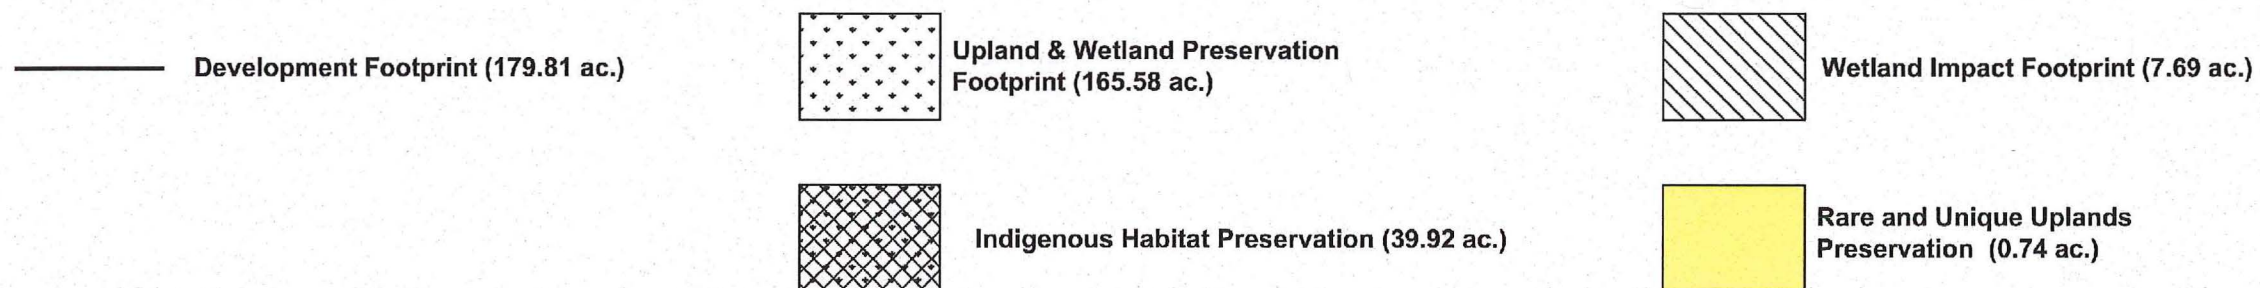 Development Footprint (179.81 ac.)
Upland & Wetland Preservation
Footprint (165.58 ac.)
Wetland Impact Footprint (7.69 ac.)
Indigenous Habitat Preservation (39.92 ac.)
Rare and Unique Uplands
Preservation (0.74 ac.)